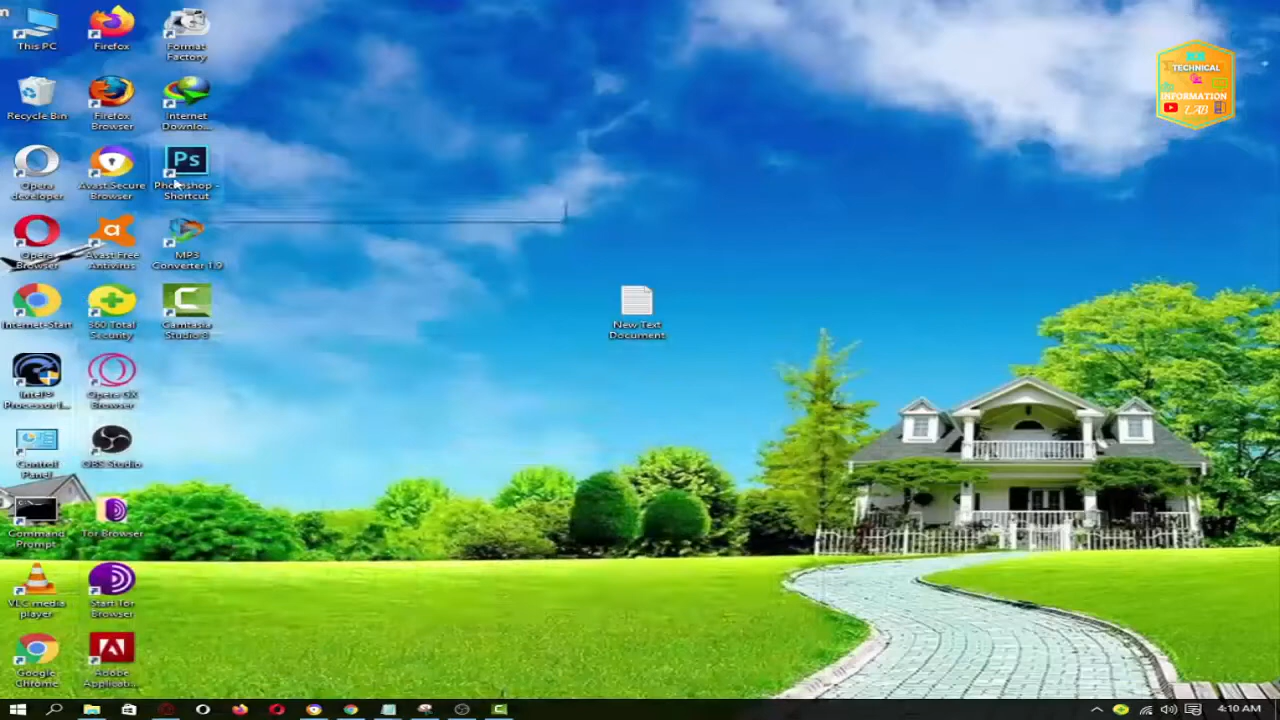 This PC
Firefox
Format
Factory
Recycle Bin
Firefox
Browser
Internet
Downlo...
Opera
developer
Avast Secure
Browser
Ps
Photoshop -
Shortcut
Opera
Browser
Avast Free
Antivirus
MP3
Converter 1.9
Internet-Start
360 Total
Security
Camtasia
Studio 8
Intel®
Processor I...
Opera GX
Browser
Control
Panel
OBS Studio
Command
Prompt
Tor Browser
VLC media
player
Start Tor
Browser
Google
Chrome
Adobe
Applicati...
New Text
Document
TECHNICAL
INFORMATION
LAB
4:10 AM